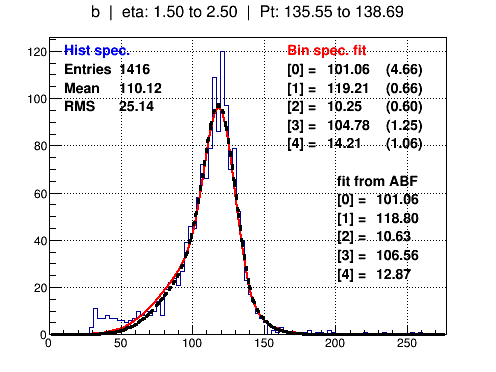 b | eta: 1.50 to 2.50 | Pt: 135.55 to 138.69
Hist spec.
Entries 1416
Mean 110.12
RMS 25.14
Bin spec. fit
[0] = 101.06 (4.66)
[1] = 119.21 (0.66)
[2] = 10.25 (0.60)
[3] = 104.78 (1.25)
[4] = 14.21 (1.06)
fit from ABF
[0] = 101.06
[1] = 118.80
[2] = 10.63
[3] = 106.56
[4] = 12.87
120
100
80
60
40
20
0
0 50 100 150 200 250